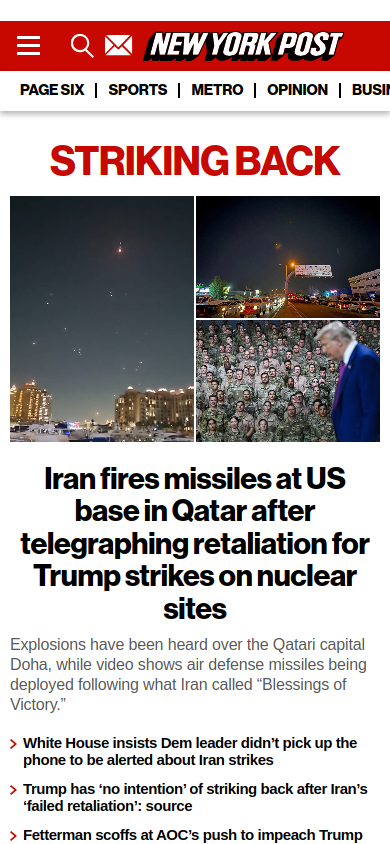 NEW YORK POST
PAGE SIX
SPORTS
METRO
OPINION
BUSI
STRIKING BACK
Iran fires missiles at US
base in Qatar after
telegraphing retaliation for
Trump strikes on nuclear
sites
Explosions have been heard over the Qatari capital
Doha, while video shows air defense missiles being
deployed following what Iran called “Blessings of
Victory.”
White House insists Dem leader didn’t pick up the
phone to be alerted about Iran strikes
Trump has ‘no intention’ of striking back after Iran’s
‘failed retaliation’: source
Fetterman scoffs at AOC’s push to impeach Trump